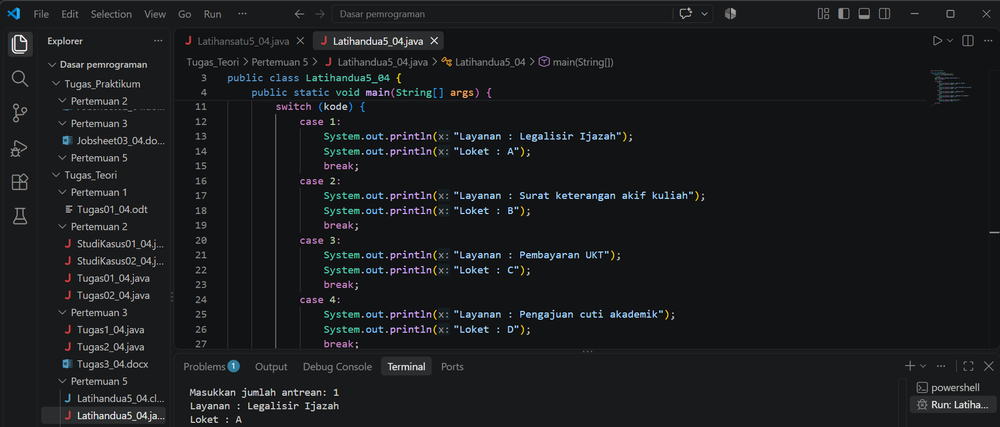 File Edit Selection View Go Run ...
Dasar pemrograman
Explorer ...
Dasar pemrograman
Tugas_Praktikum
Pertemuan 2
Pertemuan 3
Jobsheet03_04.do...
Pertemuan 5
Tugas_Teori
Pertemuan 1
Tugas01_04.odt
Pertemuan 2
StudiKasus01_04.j...
StudiKasus02_04.j...
Tugas01_04.java
Tugas02_04.java
Pertemuan 3
Tugas1_04.java
Tugas2_04.java
Tugas3_04.docx
Pertemuan 5
Latihandua5_04.cl...
Latihandua5_04.ja...
Latihansatu5_04.java Latihandua5_04.java
Tugas_Teori > Pertemuan 5 > Latihandua5_04.java > Latihandua5_04 > main(String[])
3 public class Latihandua5_04 {
4 public static void main(String[] args) {
11 switch (kode) {
12 case 1:
13 System.out.println(x: "Layanan : Legalisir Ijazah");
14 System.out.println(x: "Loket : A");
15 break;
16 case 2:
17 System.out.println(x: "Layanan : Surat keterangan akif kuliah");
18 System.out.println(x: "Loket : B");
19 break;
20 case 3:
21 System.out.println(x: "Layanan : Pembayaran UKT");
22 System.out.println(x: "Loket : C");
23 break;
24 case 4:
25 System.out.println(x: "Layanan : Pengajuan cuti akademik");
26 System.out.println(x: "Loket : D");
27 break;
Problems 1 Output Debug Console Terminal Ports
Masukkan jumlah antrean: 1
Layanan : Legalisir Ijazah
Loket : A
powershell
Run: Latiha...